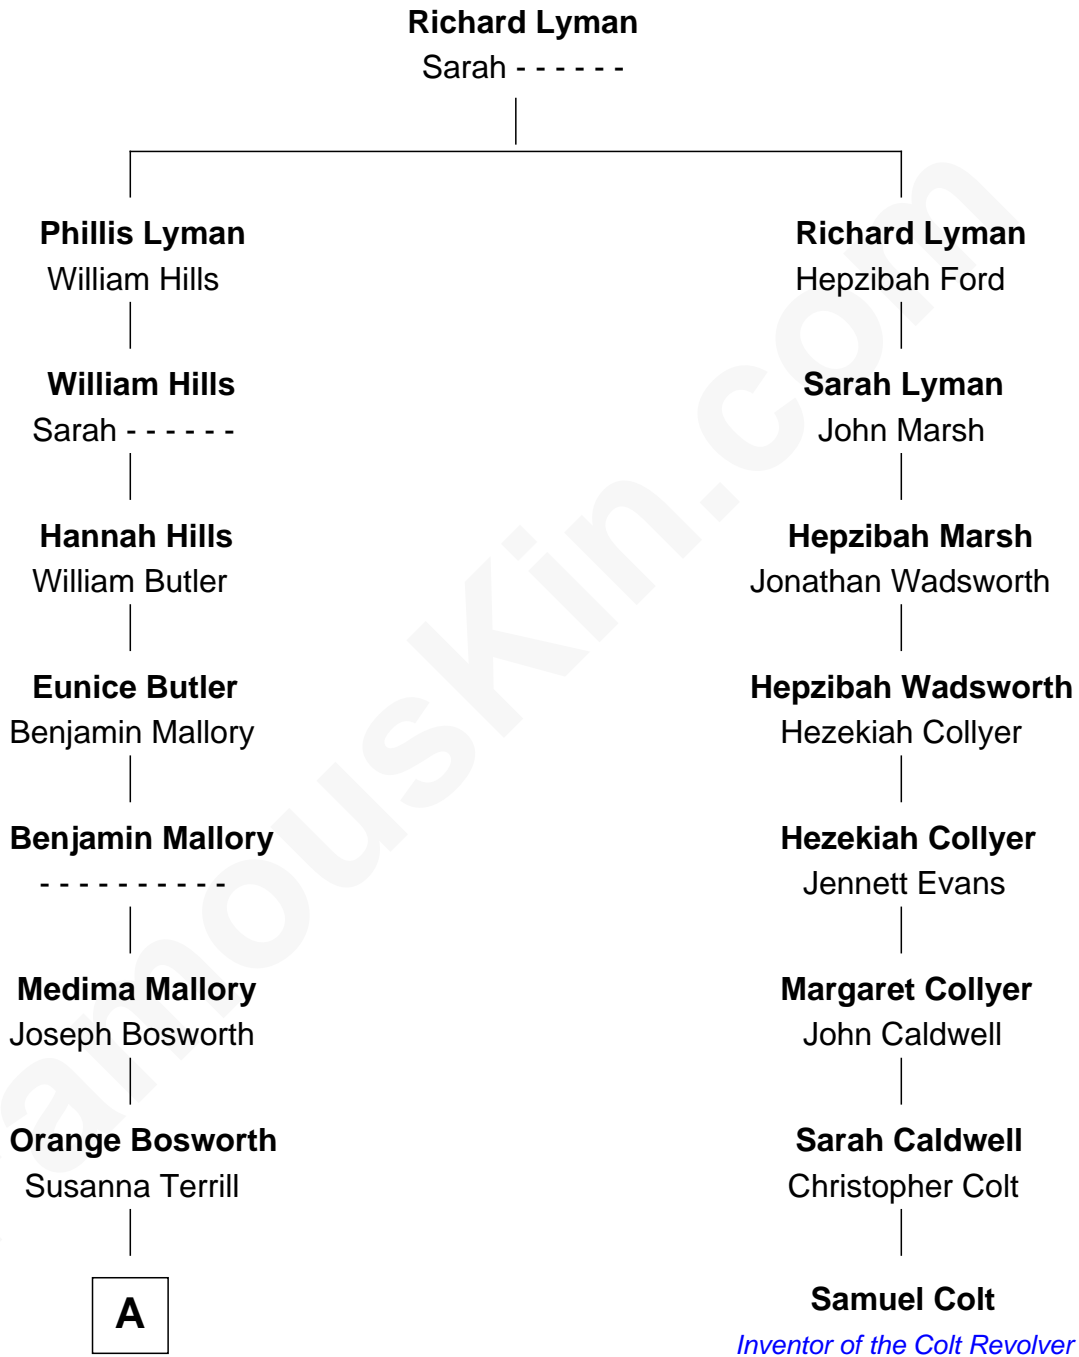 Richard Lyman
Sarah - - - - - -
Phillis Lyman
William Hills
Richard Lyman
Hepzibah Ford
William Hills
Sarah - - - - - -
Sarah Lyman
John Marsh
Hannah Hills
William Butler
Hepzibah Marsh
Jonathan Wadsworth
Eunice Butler
Benjamin Mallory
Hepzibah Wadsworth
Hezekiah Collyer
Benjamin Mallory
- - - - - - - - - -
Hezekiah Collyer
Jennett Evans
Medima Mallory
Joseph Bosworth
Margaret Collyer
John Caldwell
Orange Bosworth
Susanna Terrill
Sarah Caldwell
Christopher Colt
A
Samuel Colt
Inventor of the Colt Revolver
amouskin.com